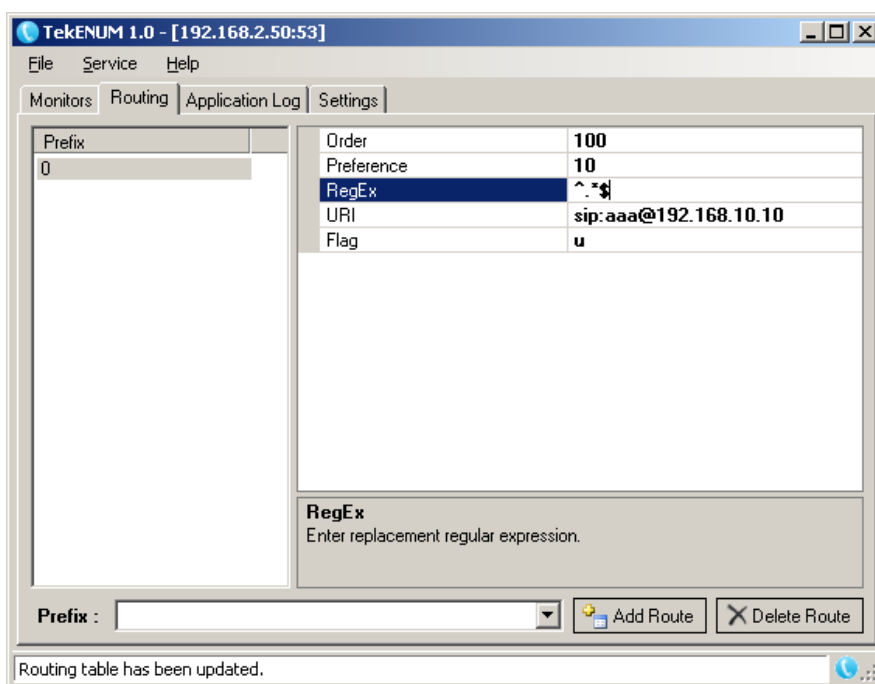 TekENUM 1.0 - [192.168.2.50:53]
File Service Help
Monitors Routing Application Log Settings
Prefix
0
Order 100
Preference 10
RegEx ^.*$
URI sip:aaa@192.168.10.10
Flag u
RegEx
Enter replacement regular expression.
Prefix : Add Route Delete Route
Routing table has been updated.